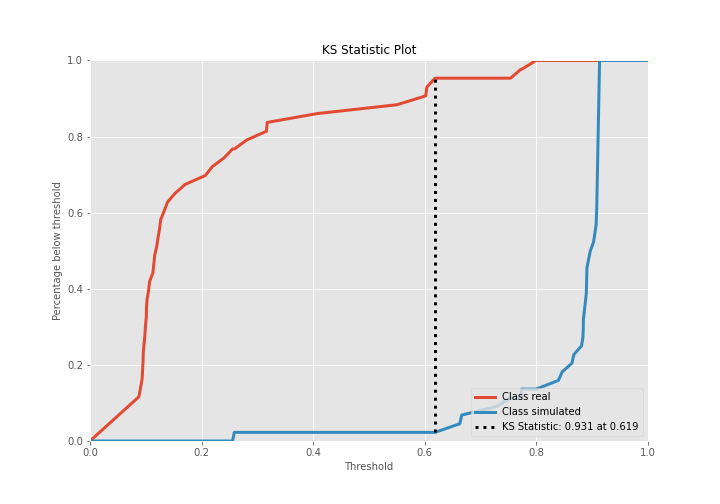 KS Statistic Plot
1.0
0.8
0.6
0.4
0.2
0.0
Percentage below threshold
0.0 0.2 0.4 0.6 0.8 1.0
Threshold
Class real
Class simulated
KS Statistic: 0.931 at 0.619